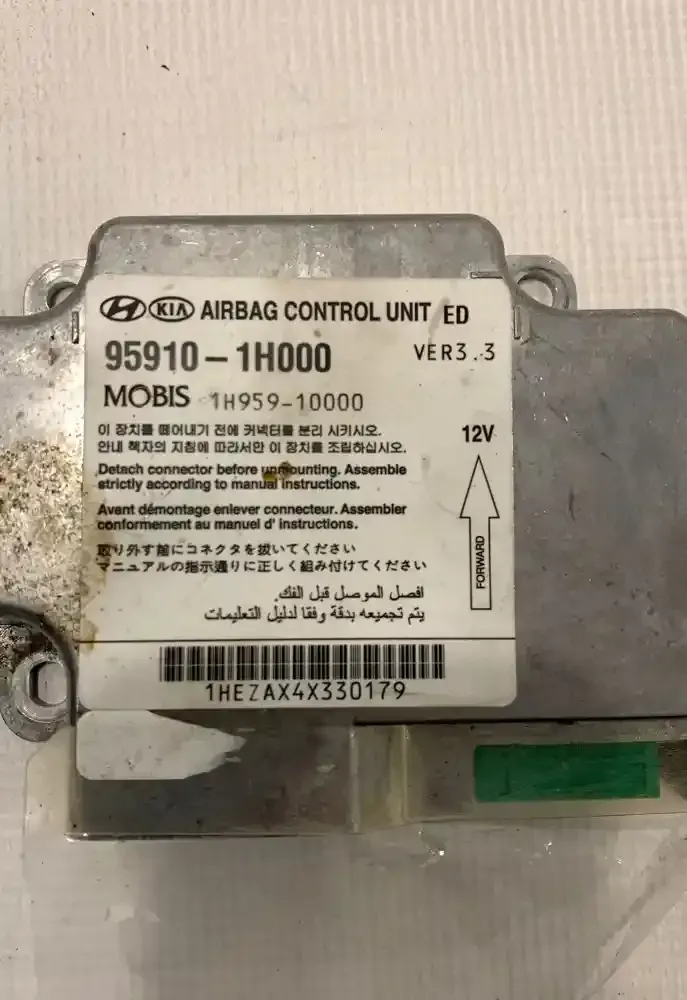 KIA AIRBAG CONTROL UNIT ED
95910-1H000 VER3.3
MOBIS 1H959-10000
이 장치를 떼어내기 전에 커넥터를 분리 시키시오.
안내 책자의 지침에 따라서만 이 장치를 조립하십시오.
12V
Detach connector before unmounting. Assemble
strictly according to manual instructions.
Avant démontage enlever connecteur. Assembler
conformement au manuel d' instructions.
FORWARD
取り外す前にコネクタを抜いてください
マニュアルの指示通りに正しく組み付けてください
افصل الموصل قبل الفك.
يتم تجميعه بدقة وفقا لدليل التعليمات
1HEZAX4X330179